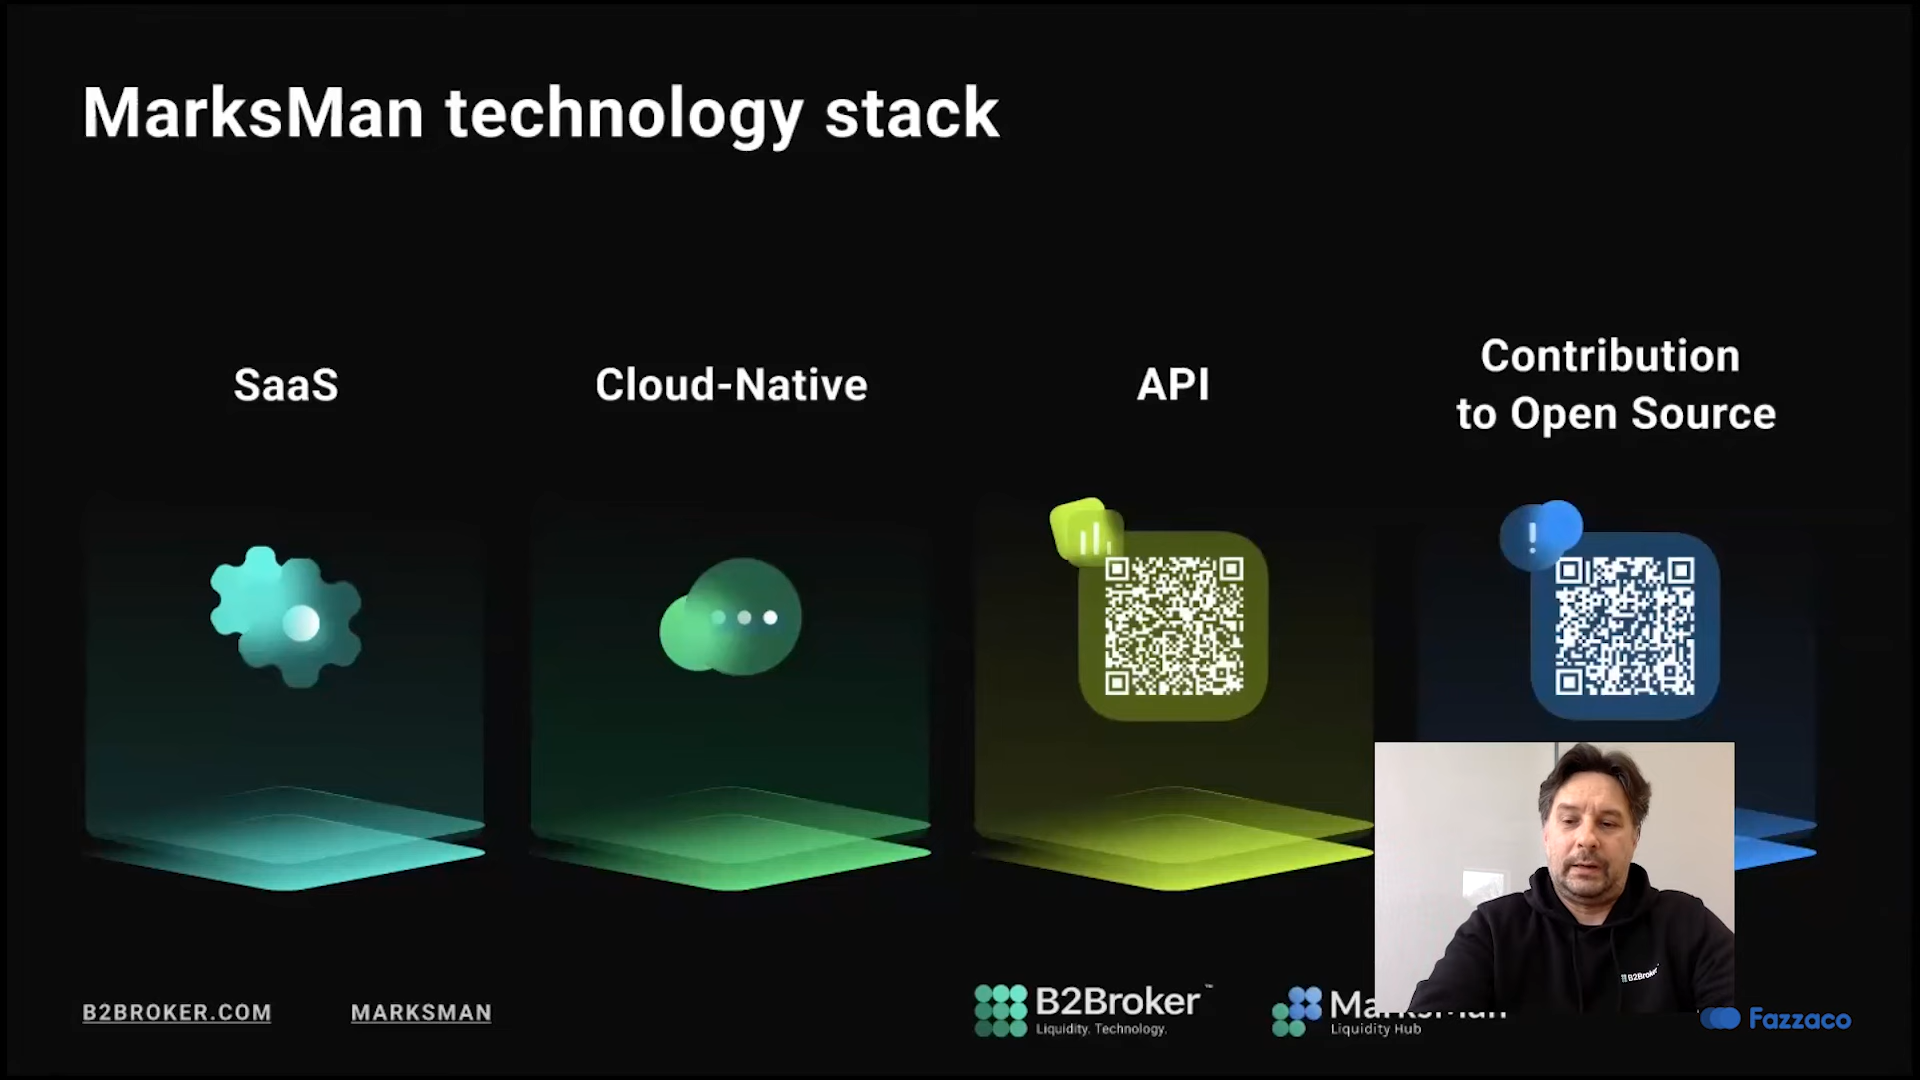 MarksMan technology stack
SaaS
Cloud-Native
API
Contribution
to Open Source
B2BROKER.COM
MARKSMAN
B2Broker™
Liquidity. Technology.
Liquidity Hub
B2Broker
Fazzaco